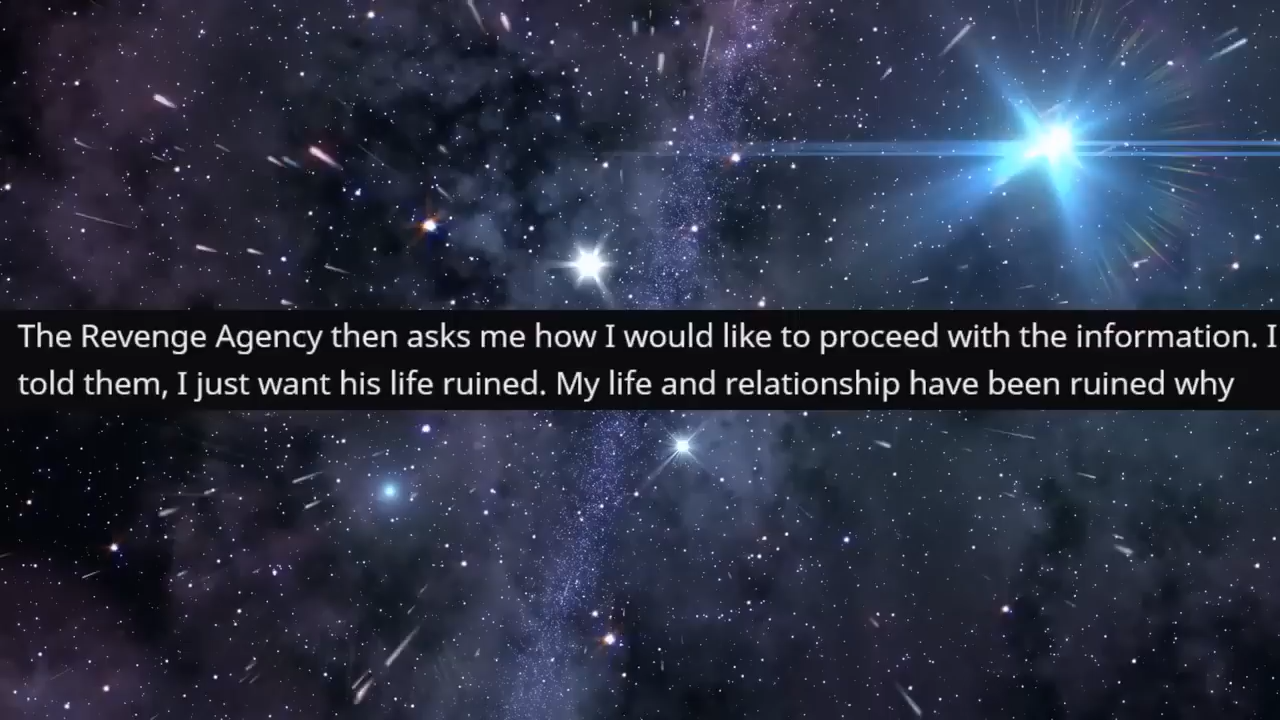 The Revenge Agency then asks me how I would like to proceed with the information. I
told them, I just want his life ruined. My life and relationship have been ruined why